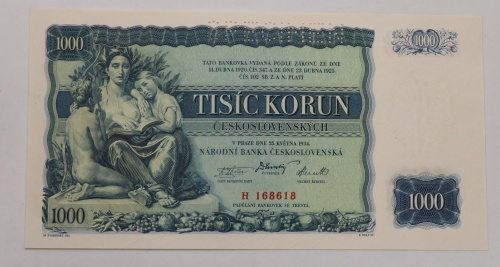 1000
1000
TATO BANKOVKA, VYDANÁ PODLE ZÁKONŮ ZE DNE
14. DUBNA 1920, ČÍS. 347, A ZE DNE 23. DUBNA 1925,
ČÍS. 102 SB. Z. A N., PLATÍ
TISÍC KORUN
ČESKOSLOVENSKÝCH
V PRAZE DNE 25. KVĚTNA 1934.
NÁRODNÍ BANKA ČESKOSLOVENSKÁ
H 168618
PADĚLÁNÍ BANKOVEK SE TRESTÁ.
1000
1000